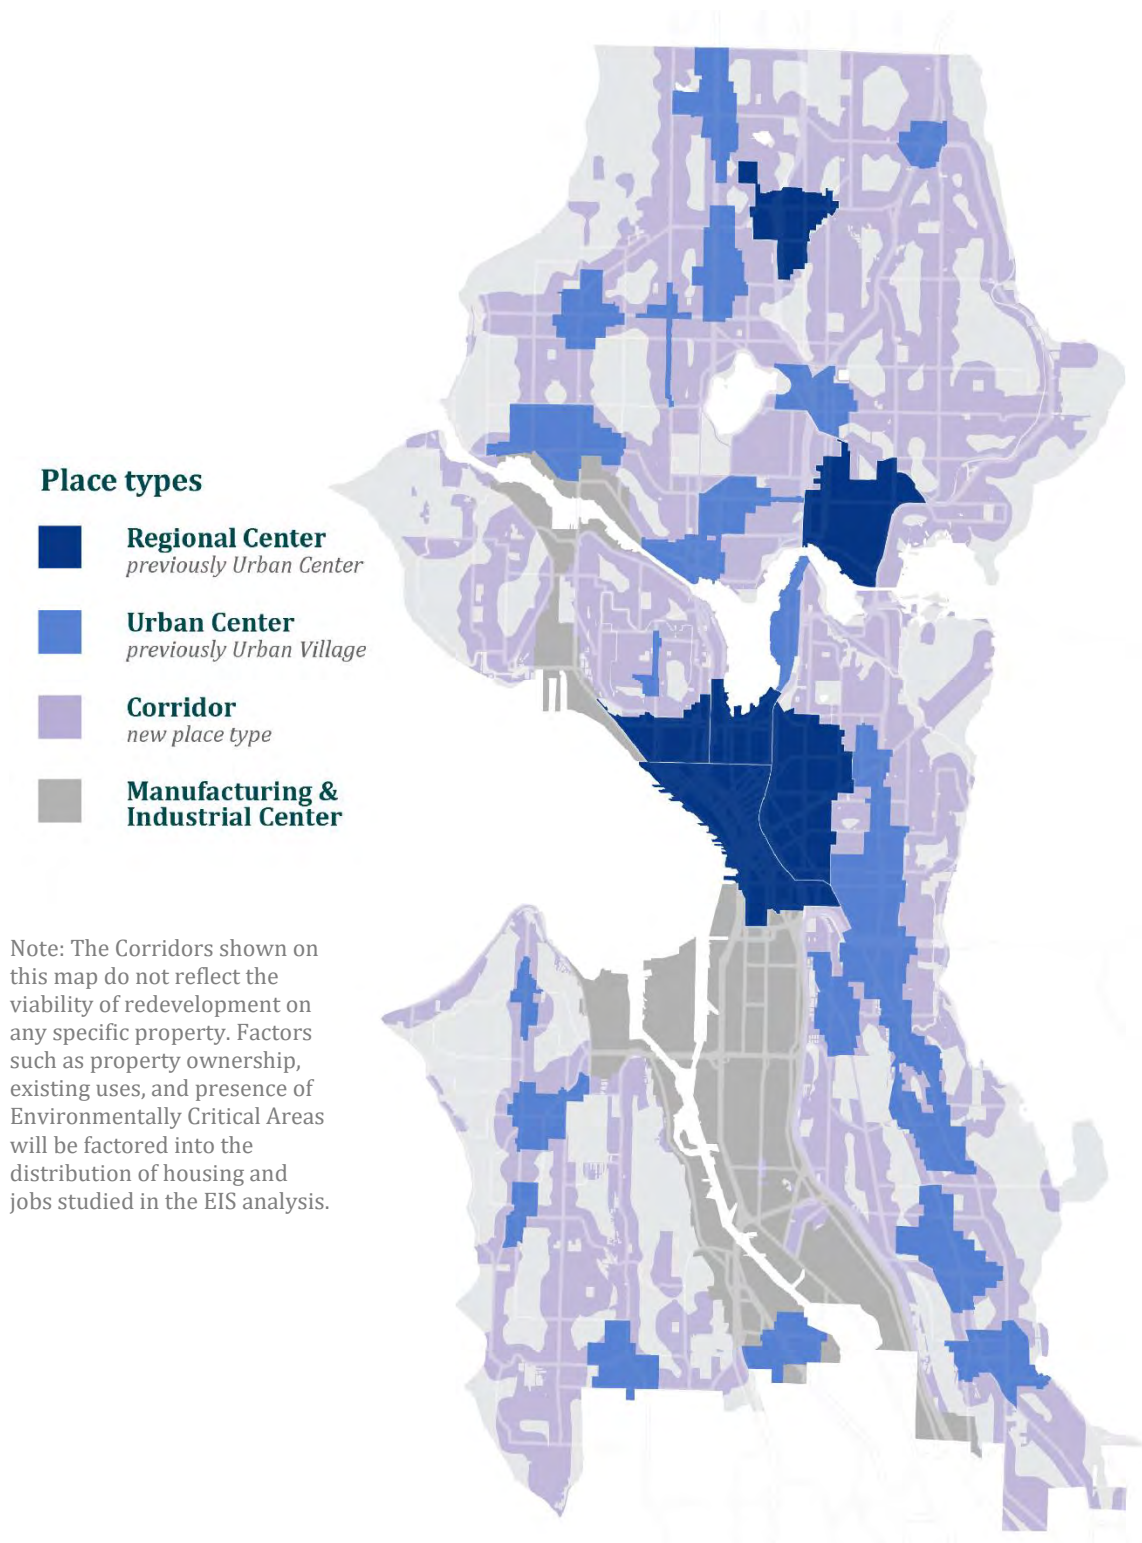 Place types
Regional Center
previously Urban Center
Urban Center
previously Urban Village
Corridor
new place type
Manufacturing &
Industrial Center
Note: The Corridors shown on
this map do not reflect the
viability of redevelopment on
any specific property. Factors
such as property ownership,
existing uses, and presence of
Environmentally Critical Areas
will be factored into the
distribution of housing and
jobs studied in the EIS analysis.